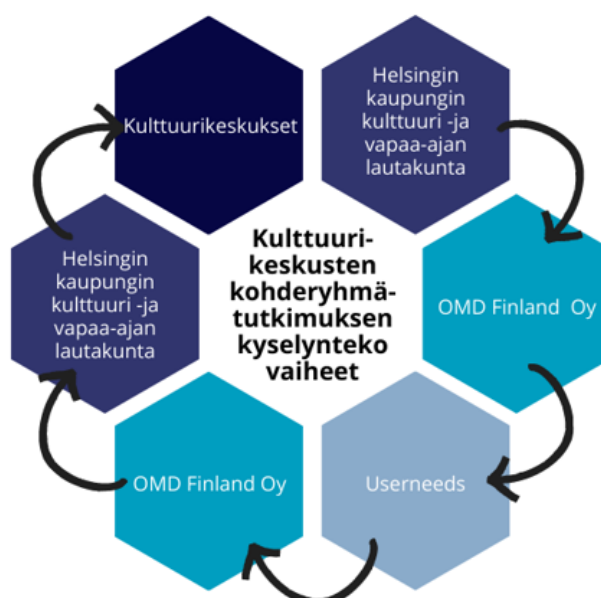 Kulttuurikeskukset
Helsingin
kaupungin
kulttuuri -ja
vapaa-ajan
lautakunta
Helsingin
kaupungin
kulttuuri -ja
vapaa-ajan
lautakunta
Kulttuuri-
keskusten
kohderyhmä-
tutkimuksen
kyselynteko
vaiheet
OMD Finland Oy
OMD Finland Oy
Userneeds